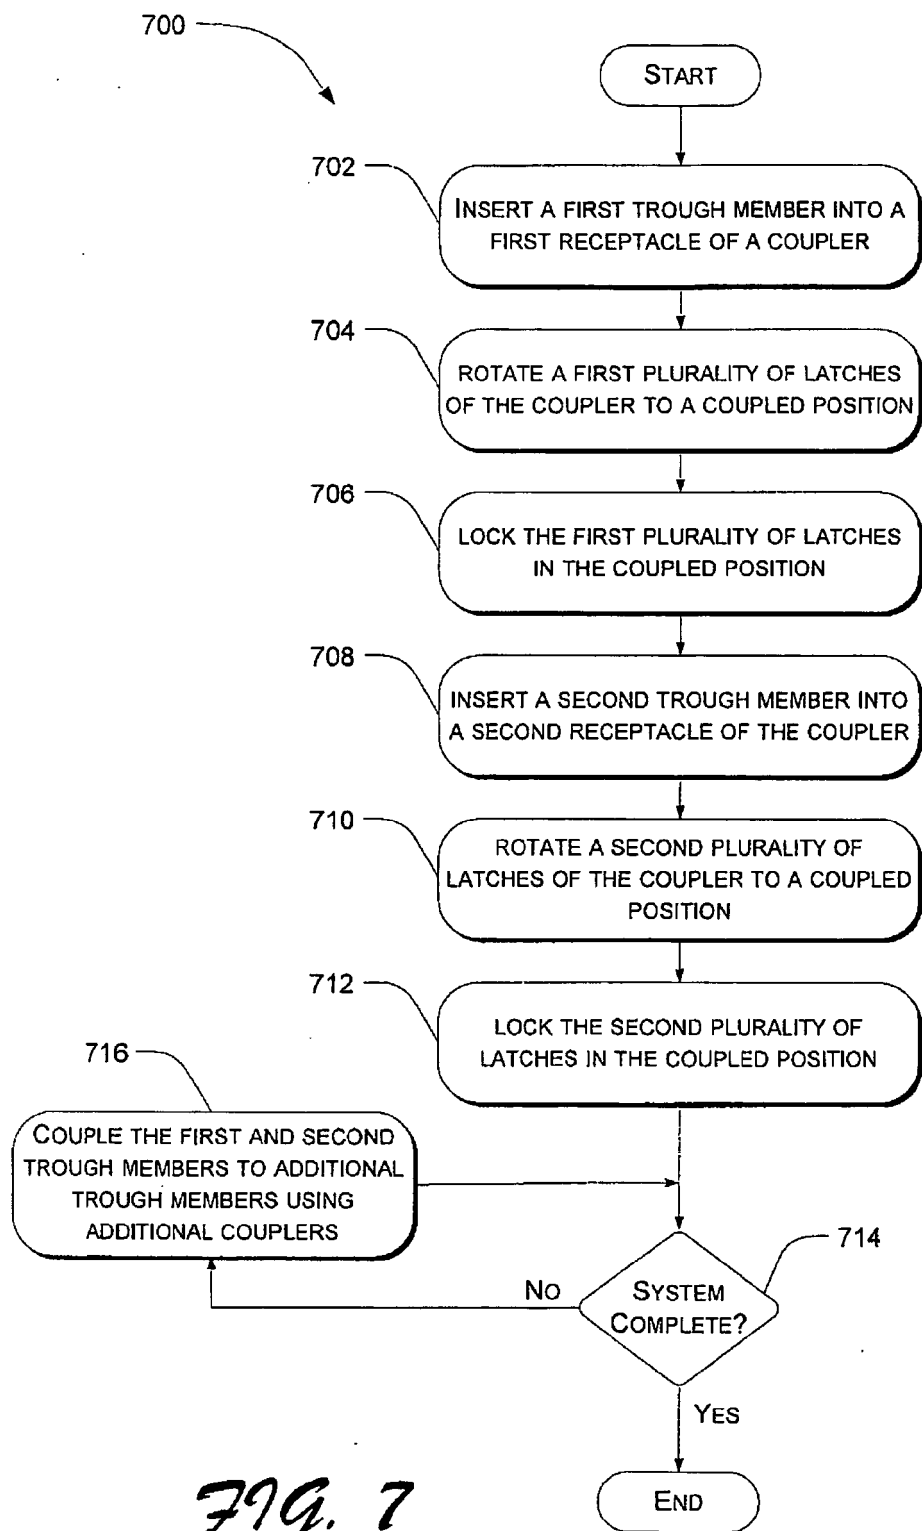 700
START
702
INSERT A FIRST TROUGH MEMBER INTO A
FIRST RECEPTACLE OF A COUPLER
704
ROTATE A FIRST PLURALITY OF LATCHES
OF THE COUPLER TO A COUPLED POSITION
706
LOCK THE FIRST PLURALITY OF LATCHES
IN THE COUPLED POSITION
708
INSERT A SECOND TROUGH MEMBER INTO
A SECOND RECEPTACLE OF THE COUPLER
710
ROTATE A SECOND PLURALITY OF
LATCHES OF THE COUPLER TO A COUPLED
POSITION
712
LOCK THE SECOND PLURALITY OF
LATCHES IN THE COUPLED POSITION
716
COUPLE THE FIRST AND SECOND
TROUGH MEMBERS TO ADDITIONAL
TROUGH MEMBERS USING
ADDITIONAL COUPLERS
714
SYSTEM
COMPLETE?
NO
YES
END
FIG. 7